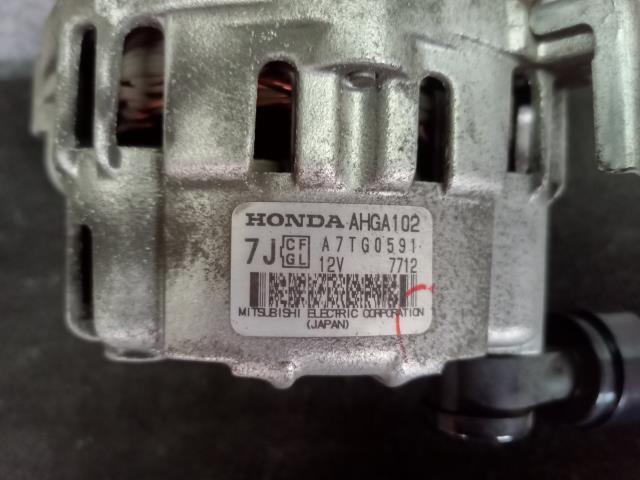 HONDA AHGA102
7J CF GL A7TG0591
12V 7712
MITSUBISHI ELECTRIC CORPORATION
(JAPAN)